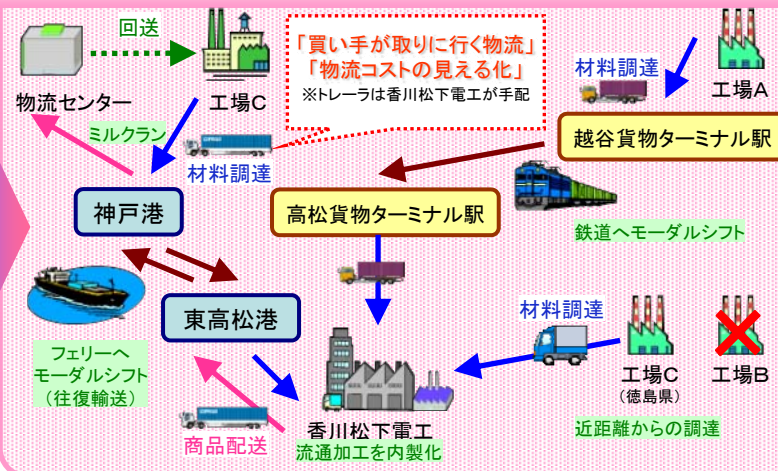 回送
物流センター
工場C
「買い手が取りに行く物流」
「物流コストの見える化」
※トレーラは香川松下電工が手配
材料調達
工場A
ミルクラン
材料調達
越谷貨物ターミナル駅
神戸港
高松貨物ターミナル駅
鉄道へモーダルシフト
東高松港
材料調達
フェリーへ
モーダルシフト
(往復輸送)
工場C
(徳島県)
工場B
商品配送
香川松下電工
流通加工を内製化
近距離からの調達